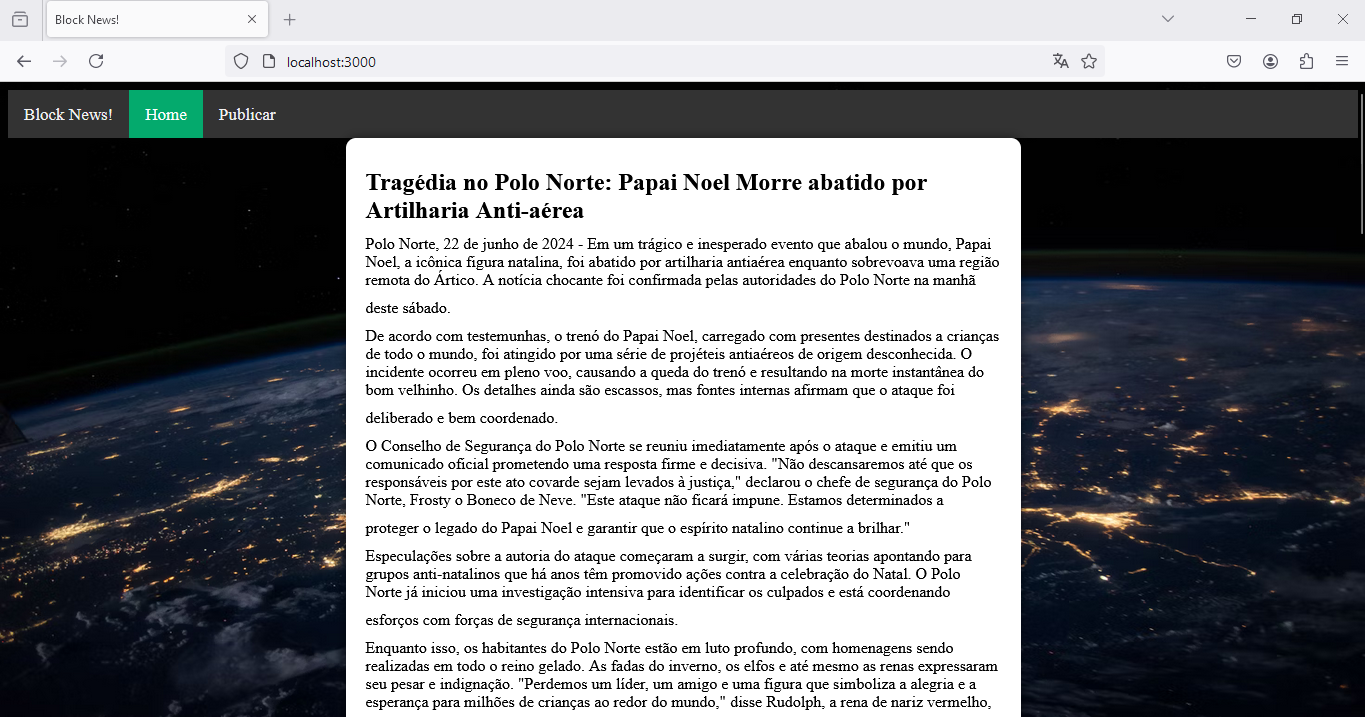 Block News!
localhost:3000
Block News!
Home
Publicar
Tragédia no Polo Norte: Papai Noel Morre abatido por
Artilharia Anti-aérea
Polo Norte, 22 de junho de 2024 - Em um trágico e inesperado evento que abalou o mundo, Papai
Noel, a icônica figura natalina, foi abatido por artilharia antiaérea enquanto sobrevoava uma região
remota do Ártico. A notícia chocante foi confirmada pelas autoridades do Polo Norte na manhã
deste sábado.
De acordo com testemunhas, o trenó do Papai Noel, carregado com presentes destinados a crianças
de todo o mundo, foi atingido por uma série de projéteis antiaéreos de origem desconhecida. O
incidente ocorreu em pleno voo, causando a queda do trenó e resultando na morte instantânea do
bom velhinho. Os detalhes ainda são escassos, mas fontes internas afirmam que o ataque foi
deliberado e bem coordenado.
O Conselho de Segurança do Polo Norte se reuniu imediatamente após o ataque e emitiu um
comunicado oficial prometendo uma resposta firme e decisiva. "Não descansaremos até que os
responsáveis por este ato covarde sejam levados à justiça," declarou o chefe de segurança do Polo
Norte, Frosty o Boneco de Neve. "Este ataque não ficará impune. Estamos determinados a
proteger o legado do Papai Noel e garantir que o espírito natalino continue a brilhar."
Especulações sobre a autoria do ataque começaram a surgir, com várias teorias apontando para
grupos anti-natalinos que há anos têm promovido ações contra a celebração do Natal. O Polo
Norte já iniciou uma investigação intensiva para identificar os culpados e está coordenando
esforços com forças de segurança internacionais.
Enquanto isso, os habitantes do Polo Norte estão em luto profundo, com homenagens sendo
realizadas em todo o reino gelado. As fadas do inverno, os elfos e até mesmo as renas expressaram
seu pesar e indignação. "Perdemos um líder, um amigo e uma figura que simboliza a alegria e a
esperança para milhões de crianças ao redor do mundo," disse Rudolph, a rena de nariz vermelho,